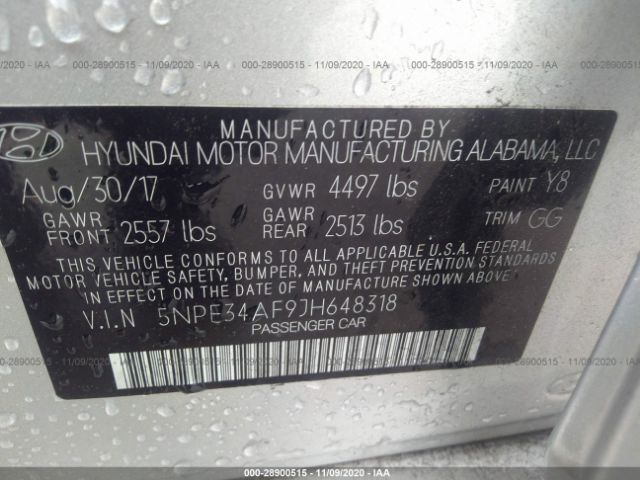 000-28900515 - 11/09/2020 - IAA
MANUFACTURED BY
HYUNDAI MOTOR MANUFACTURING ALABAMA, LLC
Aug/30/17 GVWR 4497 lbs PAINT Y8
GAWR FRONT 2557 lbs GAWR REAR 2513 lbs TRIM GG
THIS VEHICLE CONFORMS TO ALL APPLICABLE U.S.A. FEDERAL
MOTOR VEHICLE SAFETY, BUMPER, AND THEFT PREVENTION STANDARDS
IN EFFECT ON THE DATE OF MANUFACTURE SHOWN ABOVE.
V.I.N 5NPE34AF9JH648318
PASSENGER CAR
000-28900515 - 11/09/2020 - IAA